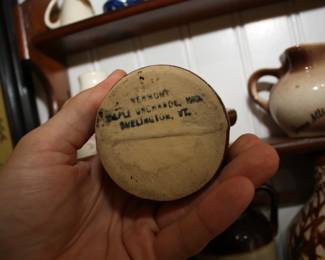 VERMONT
MAPLE ORCHARDS, INC.
BURLINGTON, VT.